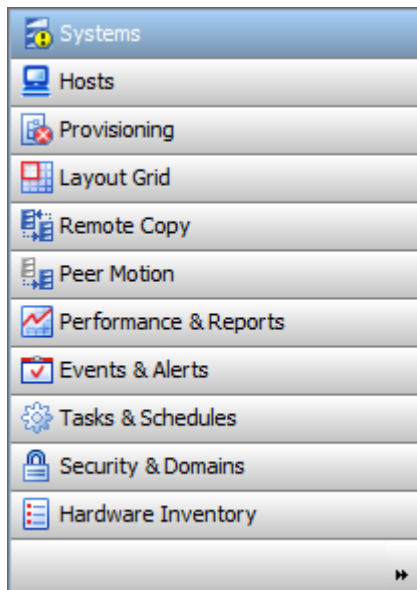 Systems
Hosts
Provisioning
Layout Grid
Remote Copy
Peer Motion
Performance & Reports
Events & Alerts
Tasks & Schedules
Security & Domains
Hardware Inventory